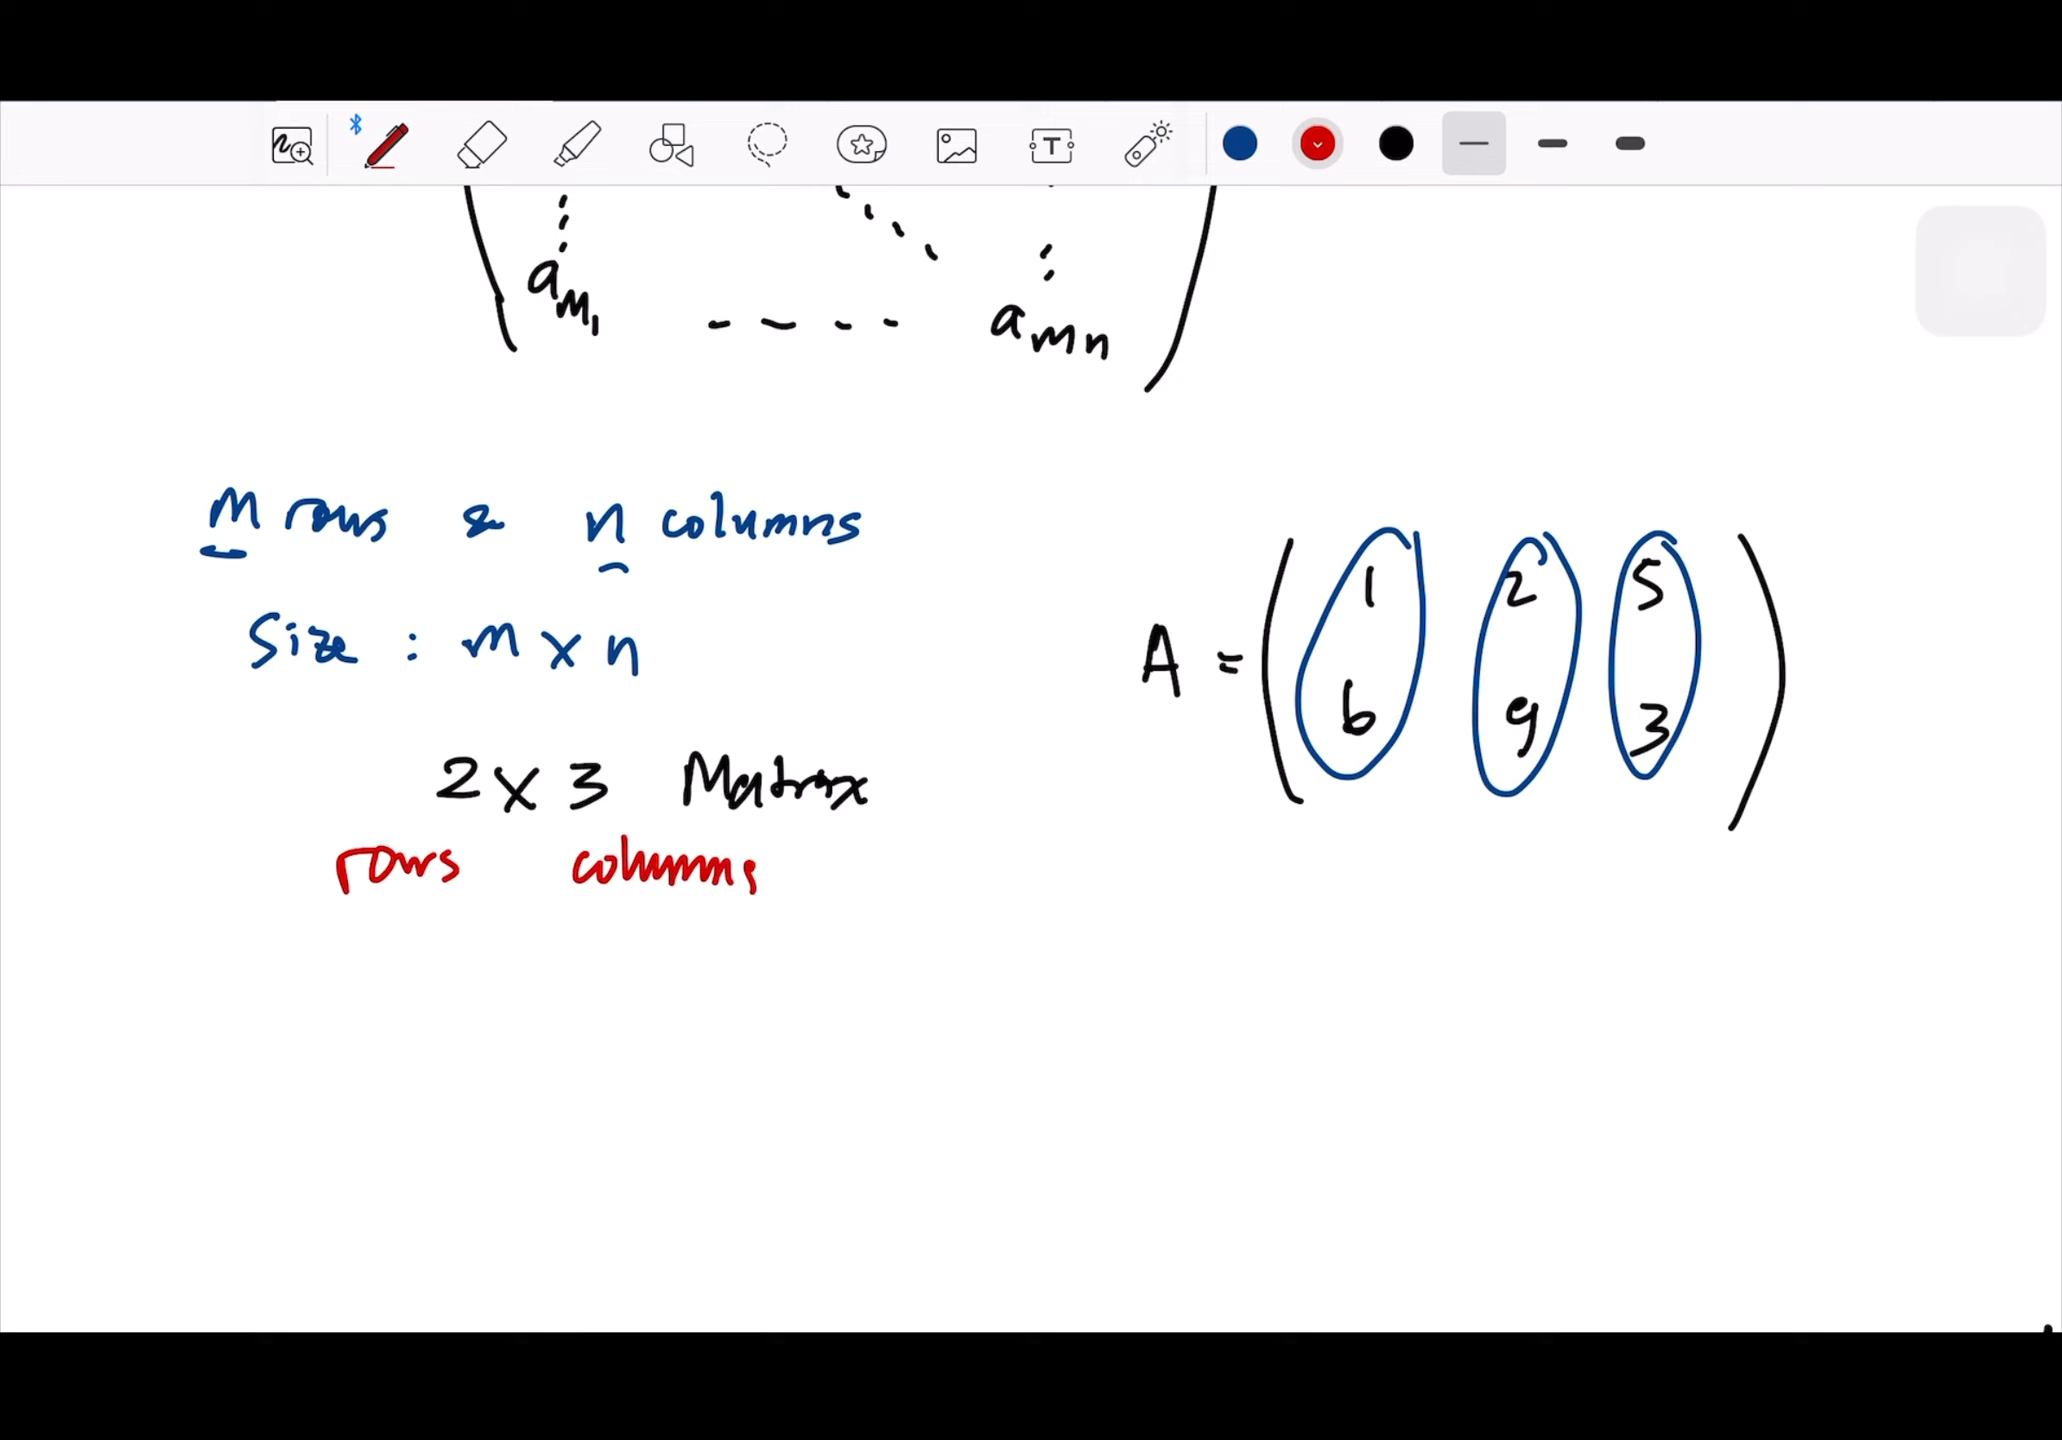 a_{m1} - - - - a_{mn}
m rows & n columns
Size : m x n
A = ( 1 2 5
6 9 3 )
2 x 3 Matrix
rows columns
T